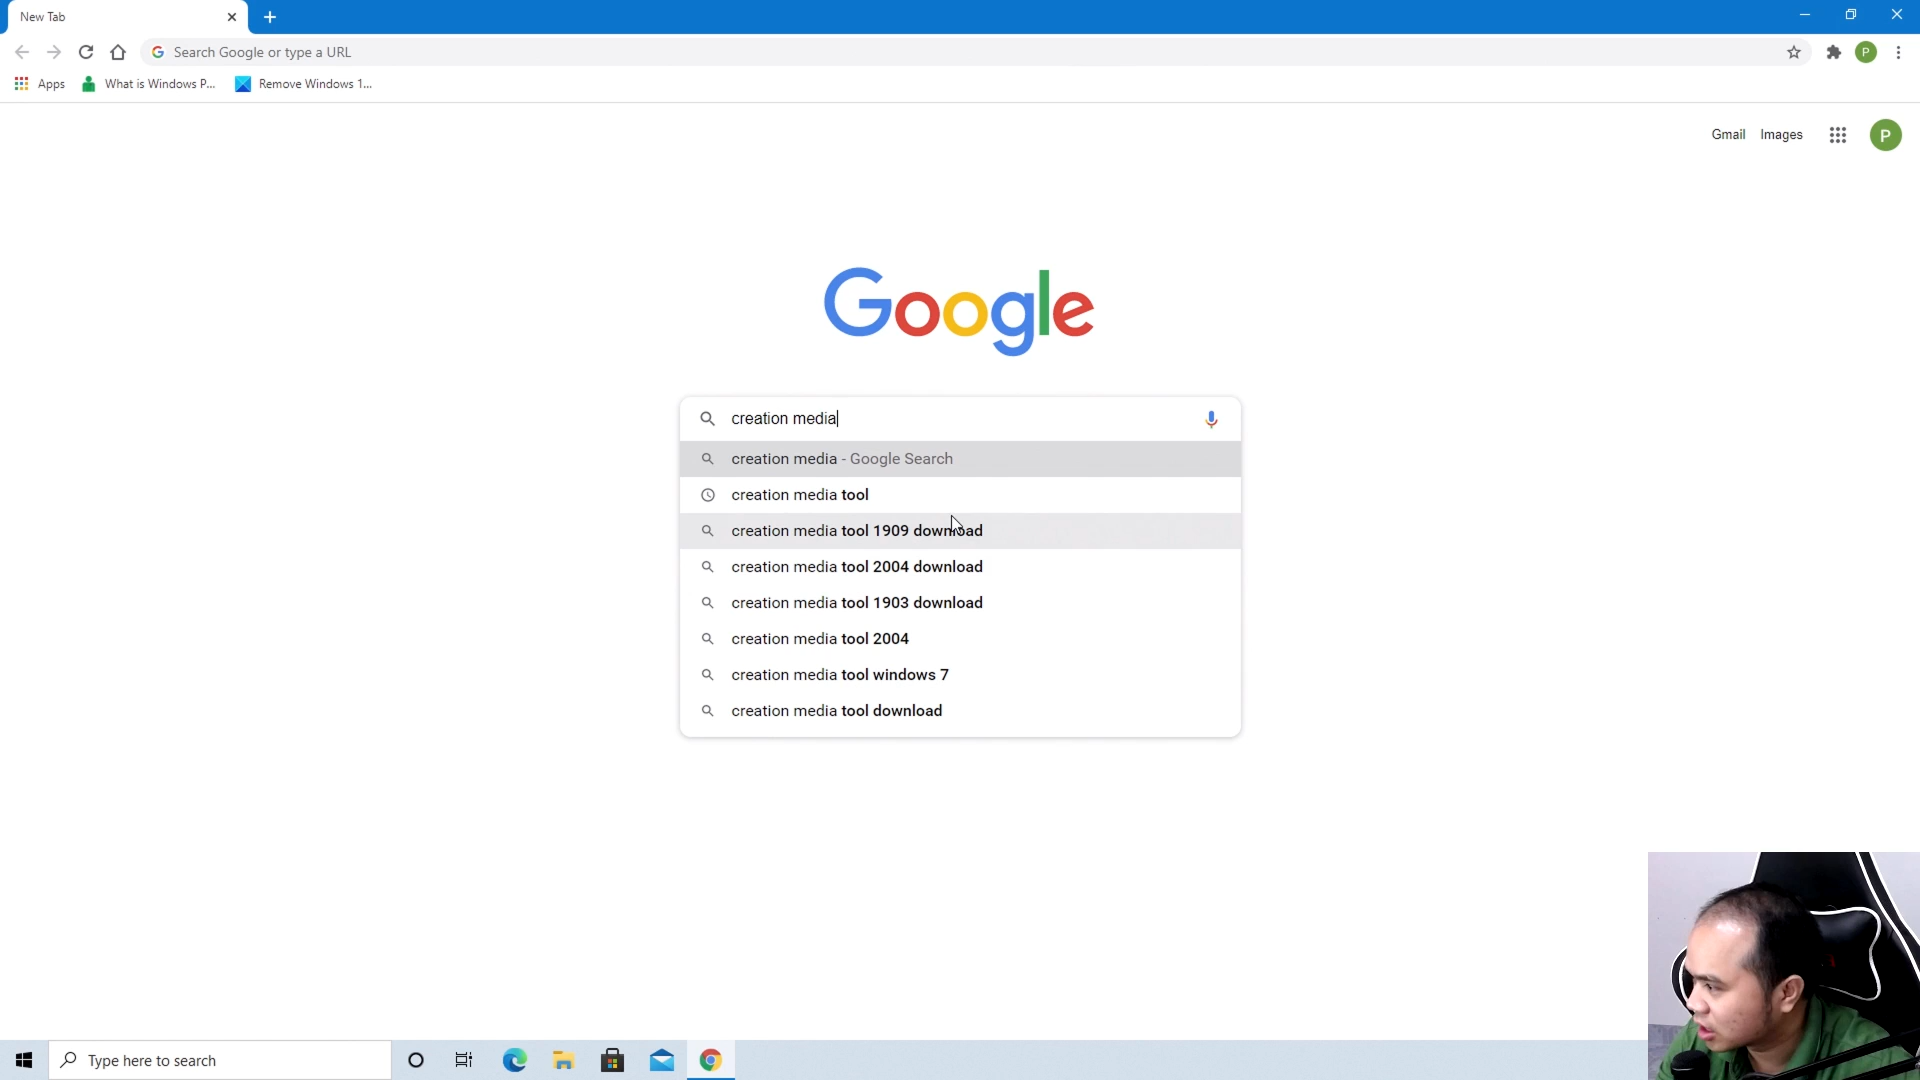 New Tab
Search Google or type a URL
P
Apps
What is Windows P...
Remove Windows 1...
Gmail
Images
P
Google
creation media
creation media - Google Search
creation media tool
creation media tool 1909 download
creation media tool 2004 download
creation media tool 1903 download
creation media tool 2004
creation media tool windows 7
creation media tool download
Type here to search